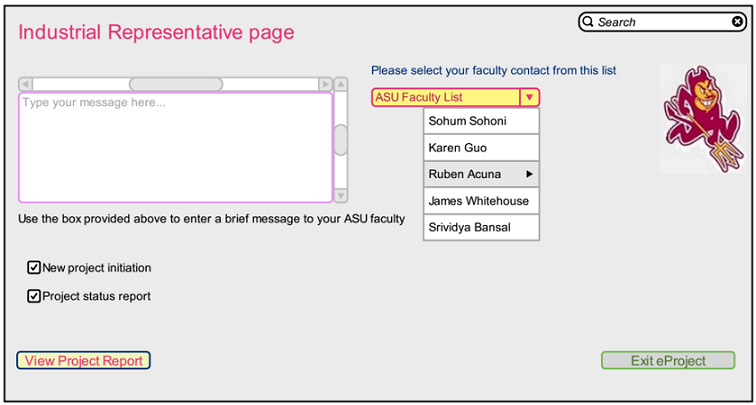 Industrial Representative page
Search
Please select your faculty contact from this list
Type your message here...
ASU Faculty List
Sohum Sohoni
Karen Guo
Ruben Acuna
James Whitehouse
Srividya Bansal
Use the box provided above to enter a brief message to your ASU faculty
New project initiation
Project status report
View Project Report
Exit eProject